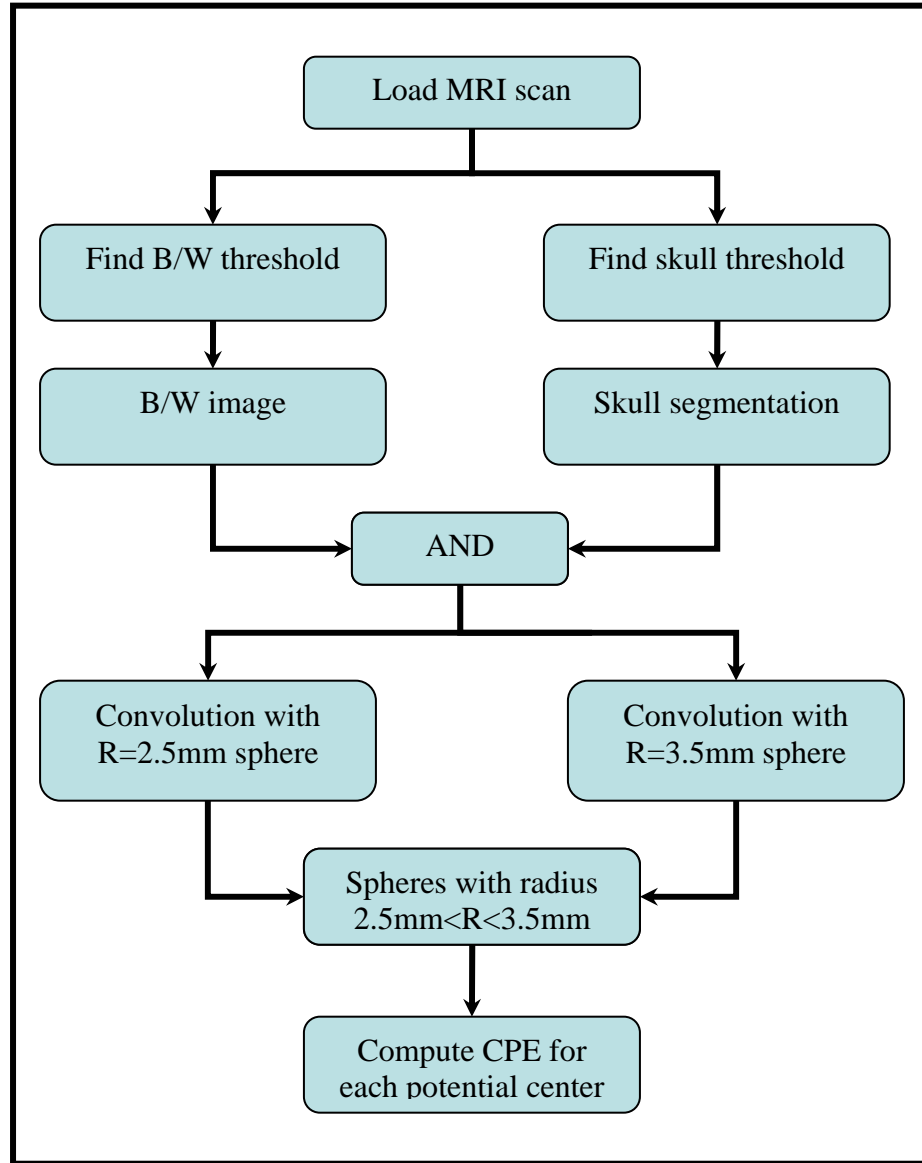 Load MRI scan
Find B/W threshold
Find skull threshold
B/W image
Skull segmentation
AND
Convolution with
R=2.5mm sphere
Convolution with
R=3.5mm sphere
Spheres with radius
2.5mm<R<3.5mm
Compute CPE for
each potential center